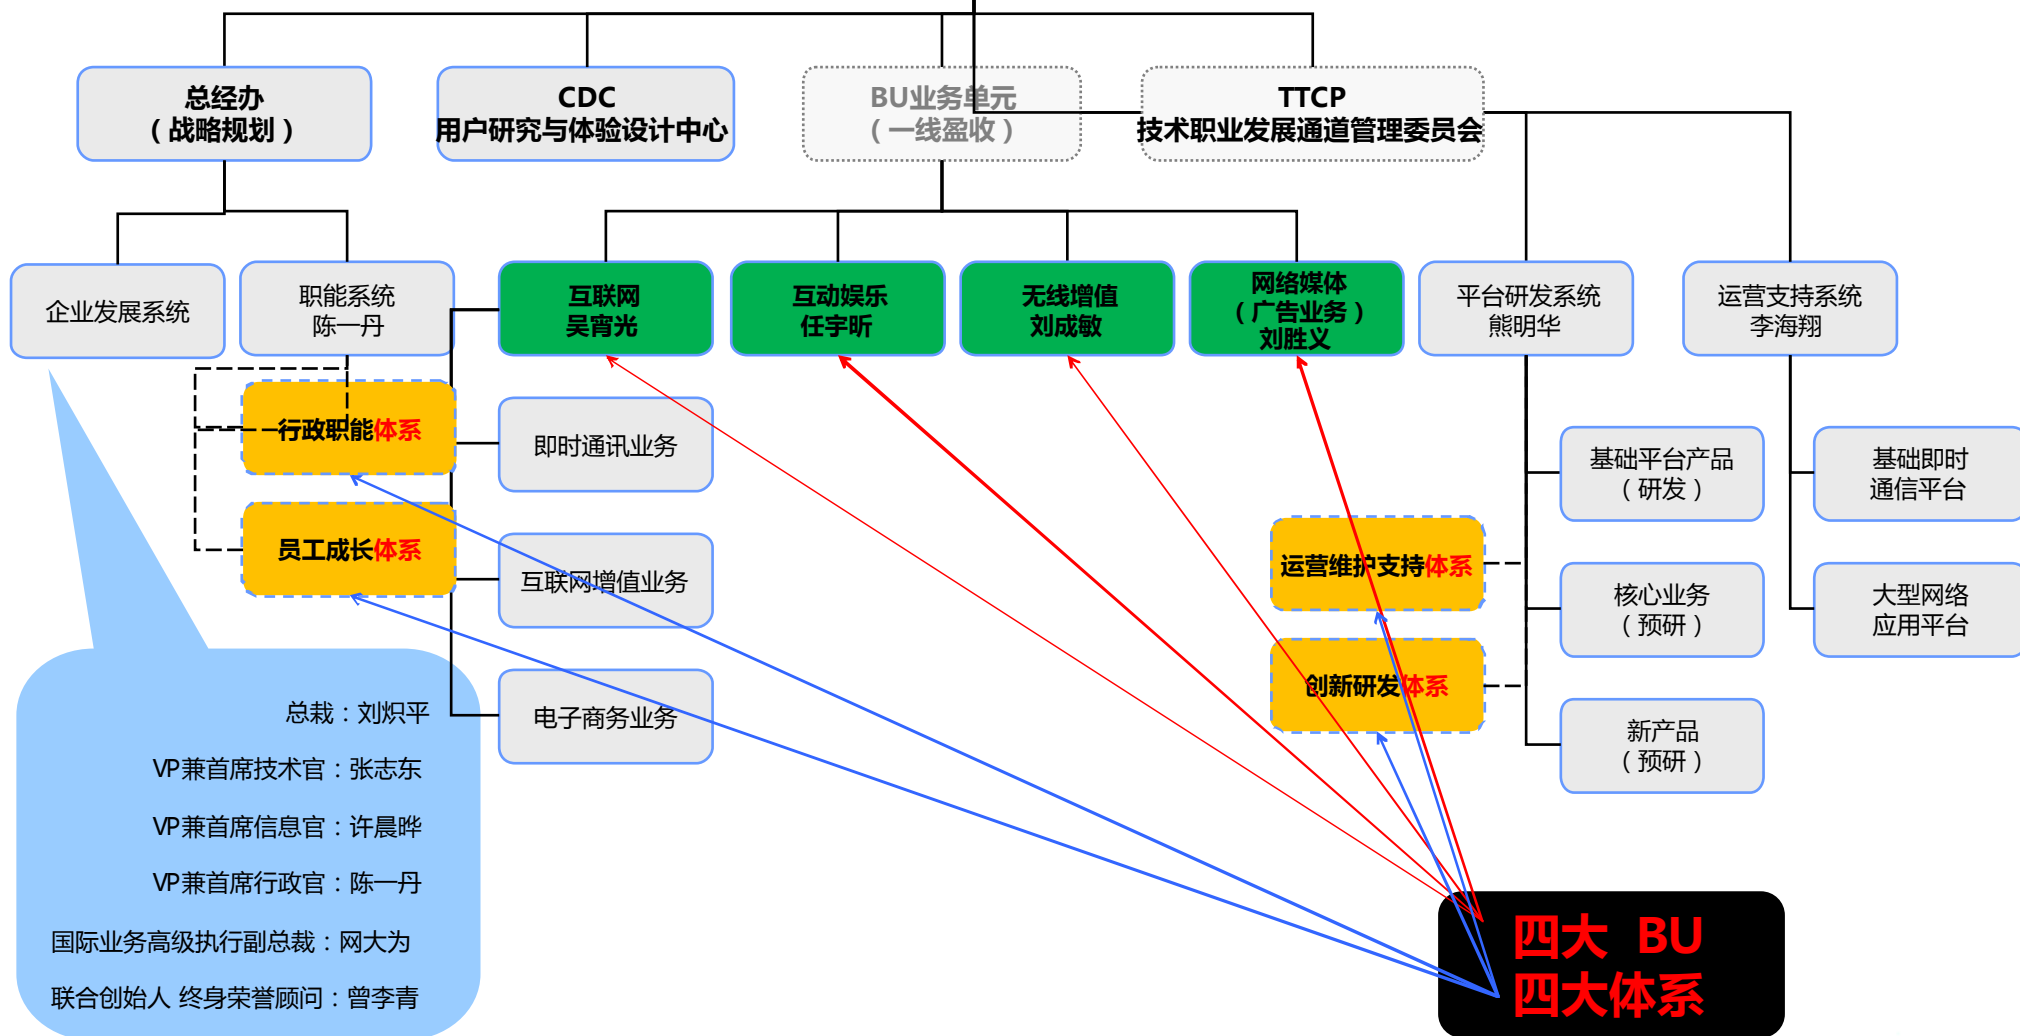 总经办
（战略规划）
CDC
用户研究与体验设计中心
BU业务单元
（一线盈收）
TTCP
技术职业发展通道管理委员会
企业发展系统
职能系统
陈一丹
互联网
吴宵光
互动娱乐
任宇昕
无线增值
刘成敏
网络媒体
（广告业务）
刘胜义
平台研发系统
熊明华
运营支持系统
李海翔
行政职能体系
员工成长体系
即时通讯业务
互联网增值业务
电子商务业务
运营维护支持体系
创新研发体系
基础平台产品
（研发）
核心业务
（预研）
新产品
（预研）
基础即时
通信平台
大型网络
应用平台
总裁：刘炽平
VP兼首席技术官：张志东
VP兼首席信息官：许晨晔
VP兼首席行政官：陈一丹
国际业务高级执行副总裁：网大为
联合创始人 终身荣誉顾问：曾李青
四大 BU
四大体系